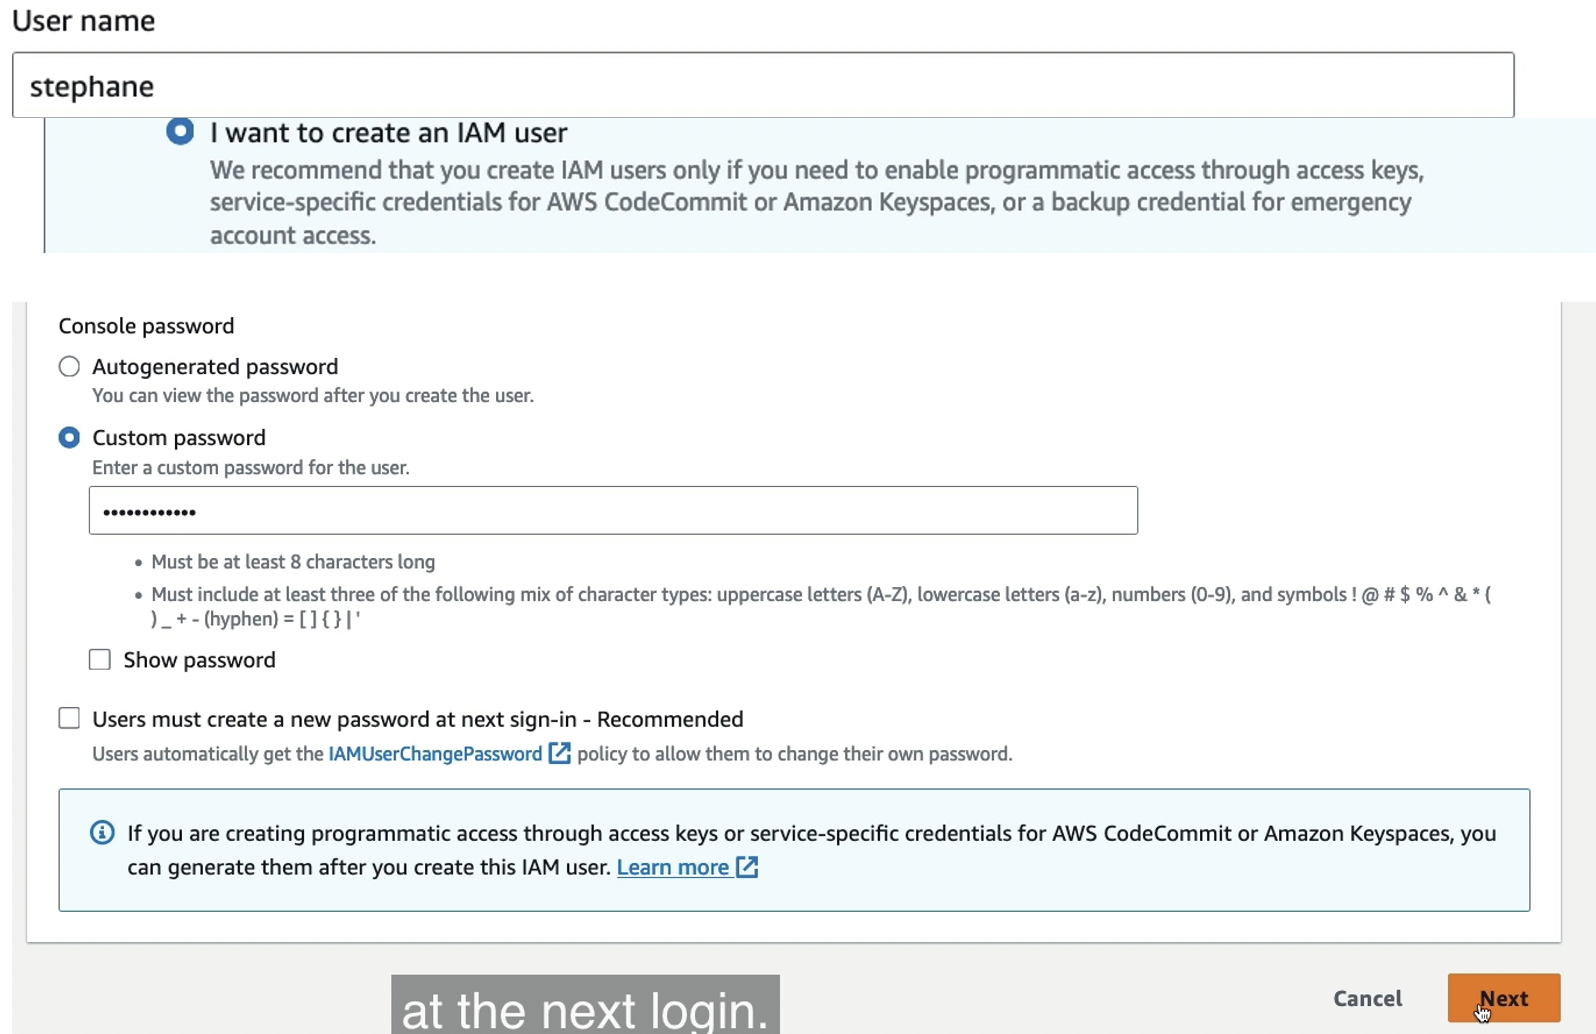 User name
stephane
I want to create an IAM user
We recommend that you create IAM users only if you need to enable programmatic access through access keys,
service-specific credentials for AWS CodeCommit or Amazon Keyspaces, or a backup credential for emergency
account access.
Console password
Autogenerated password
You can view the password after you create the user.
Custom password
Enter a custom password for the user.
••••••••••••
• Must be at least 8 characters long
• Must include at least three of the following mix of character types: uppercase letters (A-Z), lowercase letters (a-z), numbers (0-9), and symbols ! @ # $ % ^ & * (
) _ + - (hyphen) = [ ] { } | '
Show password
Users must create a new password at next sign-in - Recommended
Users automatically get the IAMUserChangePassword policy to allow them to change their own password.
If you are creating programmatic access through access keys or service-specific credentials for AWS CodeCommit or Amazon Keyspaces, you
can generate them after you create this IAM user. Learn more
Cancel Next
at the next login.